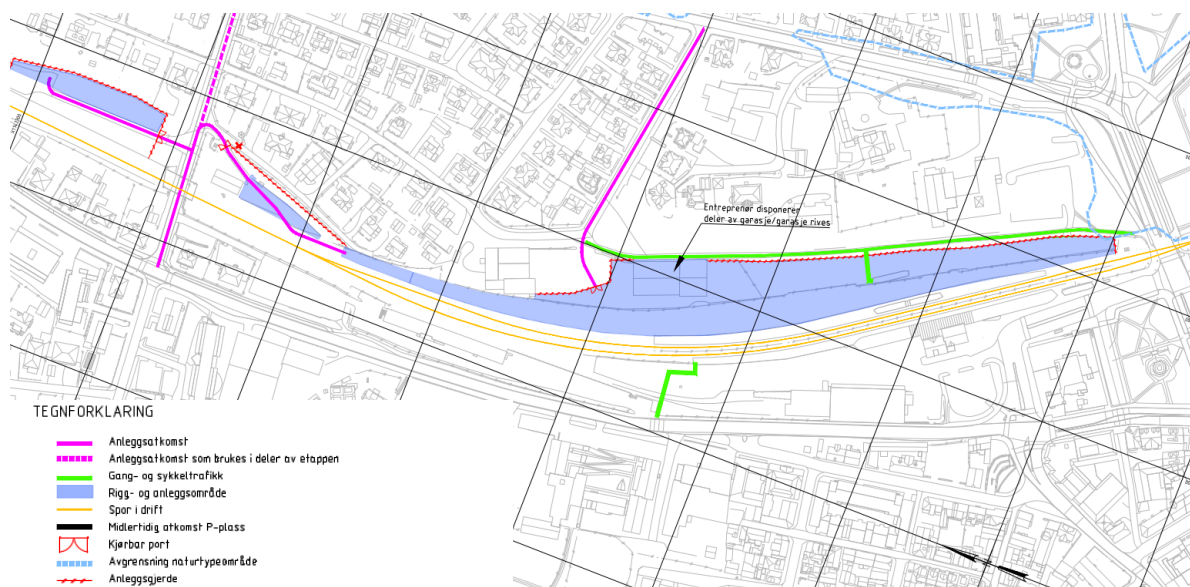 Entreprenør disponerer
deler av garasje/garasje rives
TEGNFORKLARING
Anleggsatkomst
Anleggsatkomst som brukes i deler av etappen
Gang- og sykkeltrafikk
Rigg- og anleggsområde
Spor i drift
Midlertidig atkomst P-plass
Kjørbar port
Avgrensning naturtypeområde
Anleggsgjerde